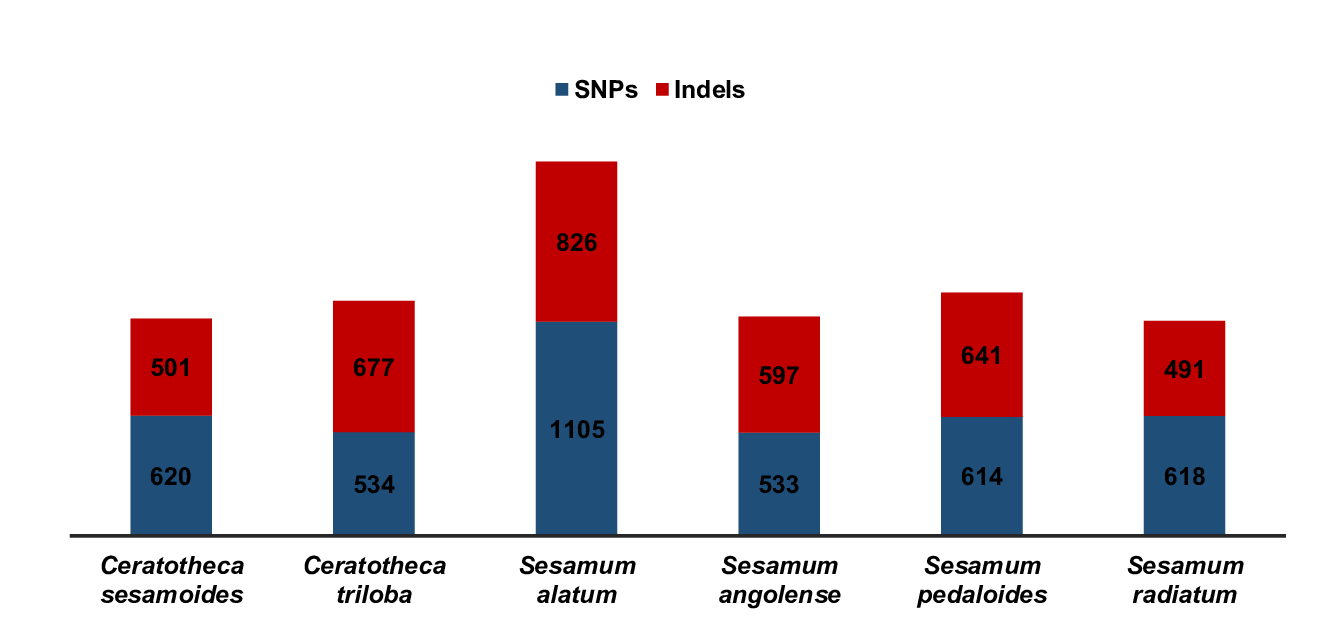 SNPs Indels
826
501 677 597 641 491
1105
620 534 533 614 618
Ceratotheca Ceratotheca Sesamum Sesamum Sesamum Sesamum
sesamoides triloba alatum angolense pedaloides radiatum